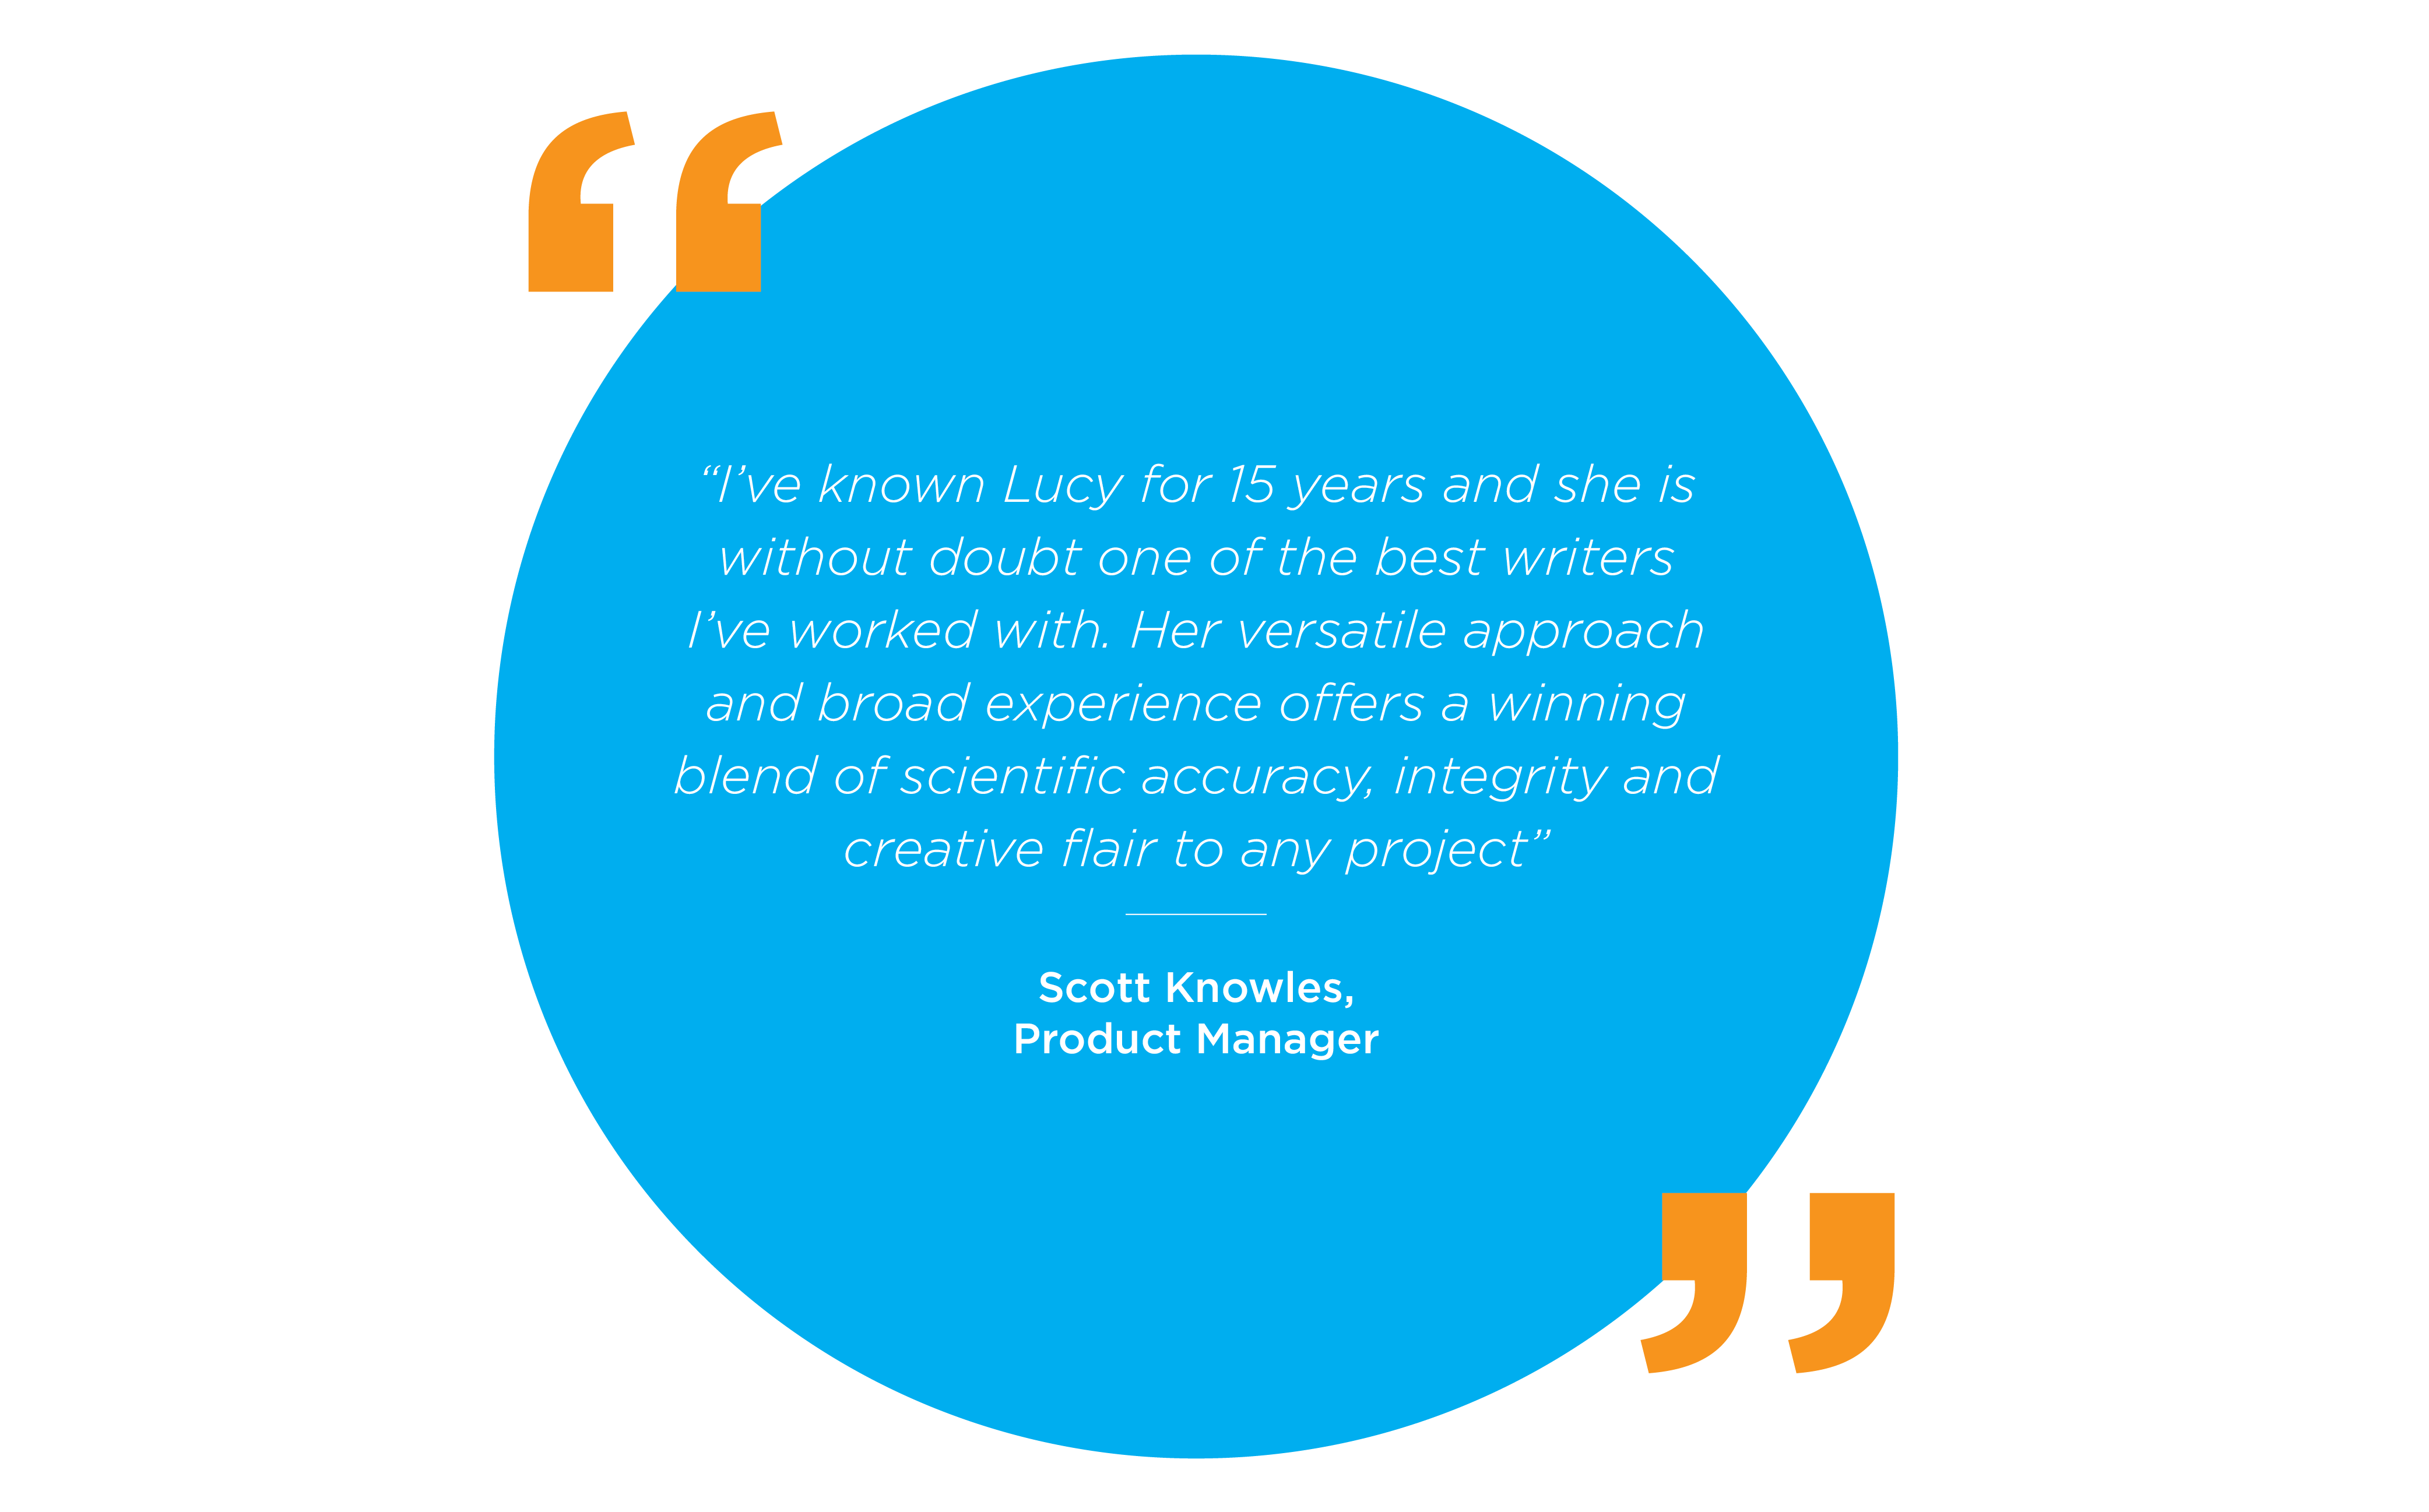 “I’ve known Lucy for 15 years and she is
without doubt one of the best writers
I’ve worked with. Her versatile approach
and broad experience offers a winning
blend of scientific accuracy, integrity and
creative flair to any project”
Scott Knowles,
Product Manager